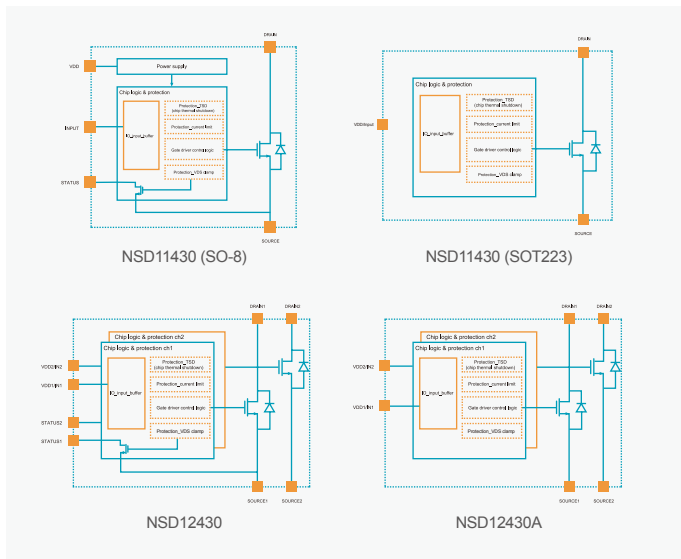 DRAIN
VDD
Power supply
Chip logic & protection
Protection_TSD
(chip thermal shutdown)
IO_input_buffer
Protection_current limit
INPUT
Gate driver control logic
Protection_VDS clamp
STATUS
SOURCE
NSD11430 (SO-8)
DRAIN
Chip logic & protection
Protection_TSD
(chip thermal shutdown)
IO_input_buffer
Protection_current limit
VDD/Input
Gate driver control logic
Protection_VDS clamp
SOURCE
NSD11430 (SOT223)
DRAIN1
DRAIN2
Chip logic & protection ch2
Chip logic & protection ch1
VDD2/IN2
Protection_TSD
(chip thermal shutdown)
VDD1/IN1
Protection_current limit
IO_input_buffer
Gate driver control logic
STATUS2
Protection_VDS clamp
STATUS1
SOURCE1
SOURCE2
NSD12430
DRAIN1
DRAIN2
Chip logic & protection ch2
Chip logic & protection ch1
VDD2/IN2
Protection_TSD
(chip thermal shutdown)
Protection_current limit
IO_input_buffer
VDD1/IN1
Gate driver control logic
Protection_VDS clamp
SOURCE1
SOURCE2
NSD12430A